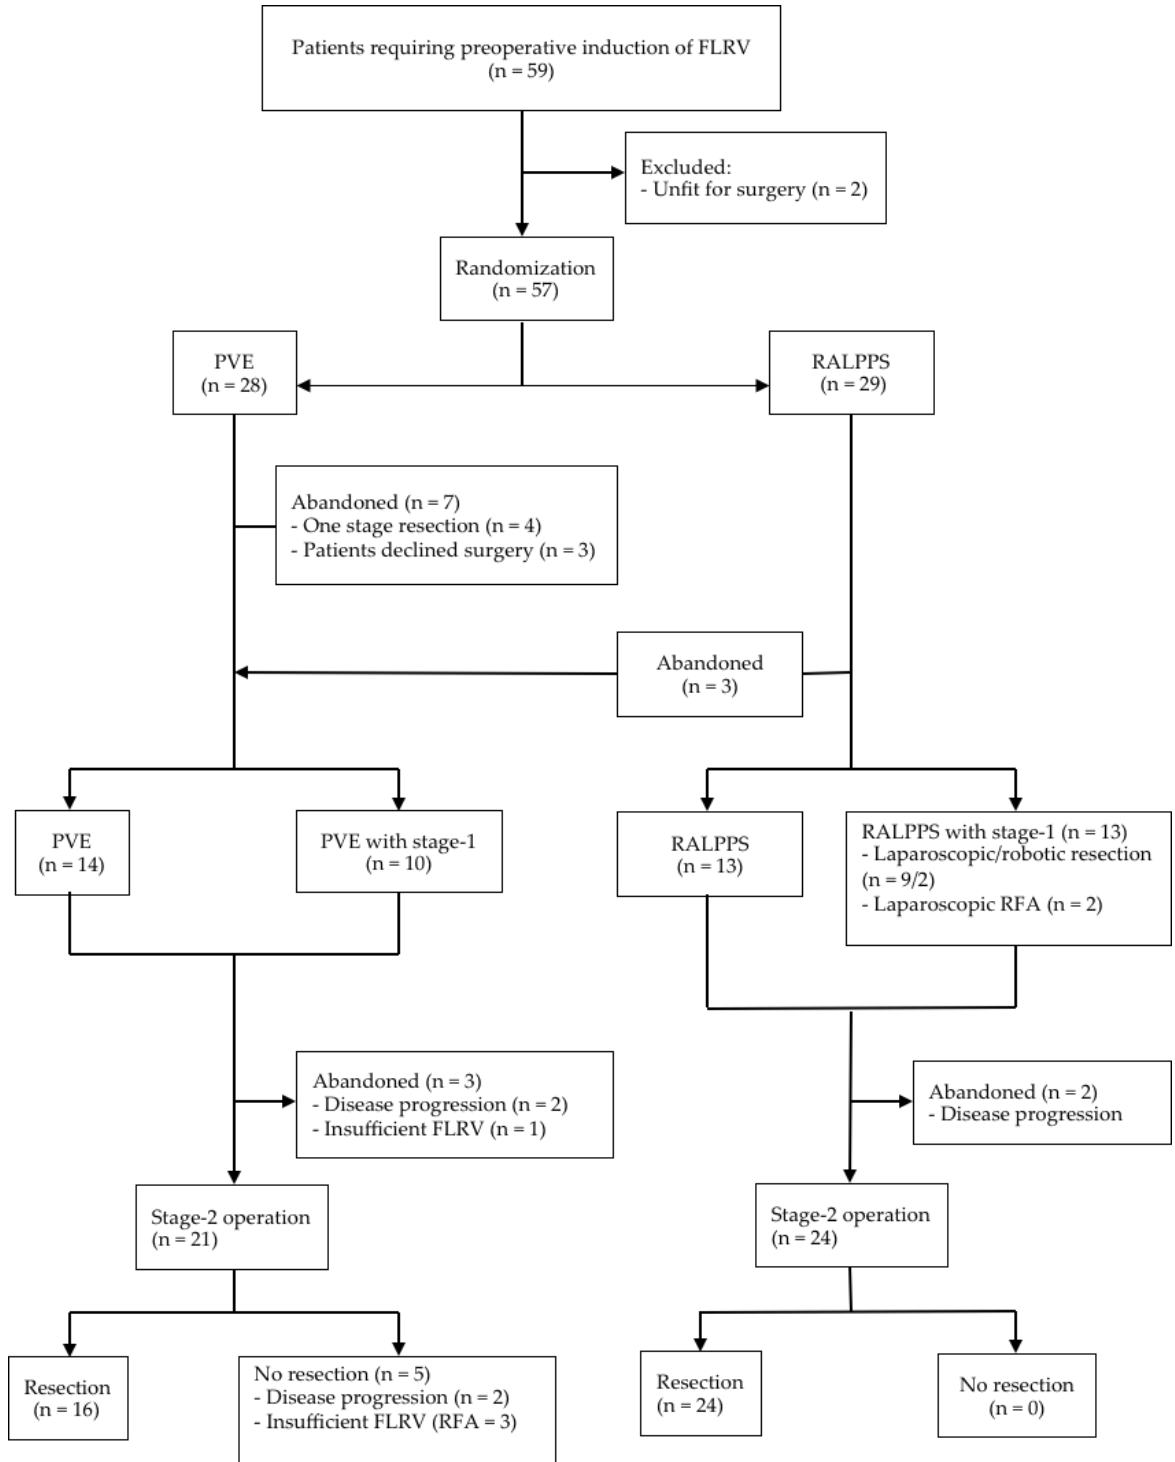 Patients requiring preoperative induction of FLRV
(n = 59)
Excluded:
- Unfit for surgery (n = 2)
Randomization
(n = 57)
PVE
(n = 28)
RALPPS
(n = 29)
Abandoned (n = 7)
- One stage resection (n = 4)
- Patients declined surgery (n = 3)
Abandoned
(n = 3)
PVE
(n = 14)
PVE with stage-1
(n = 10)
RALPPS
(n = 13)
RALPPS with stage-1 (n = 13)
- Laparoscopic/robotic resection
(n = 9/2)
- Laparoscopic RFA (n = 2)
Abandoned (n = 3)
- Disease progression (n = 2)
- Insufficient FLRV (n = 1)
Abandoned (n = 2)
- Disease progression
Stage-2 operation
(n = 21)
Stage-2 operation
(n = 24)
Resection
(n = 16)
No resection (n = 5)
- Disease progression (n = 2)
- Insufficient FLRV (RFA = 3)
Resection
(n = 24)
No resection
(n = 0)